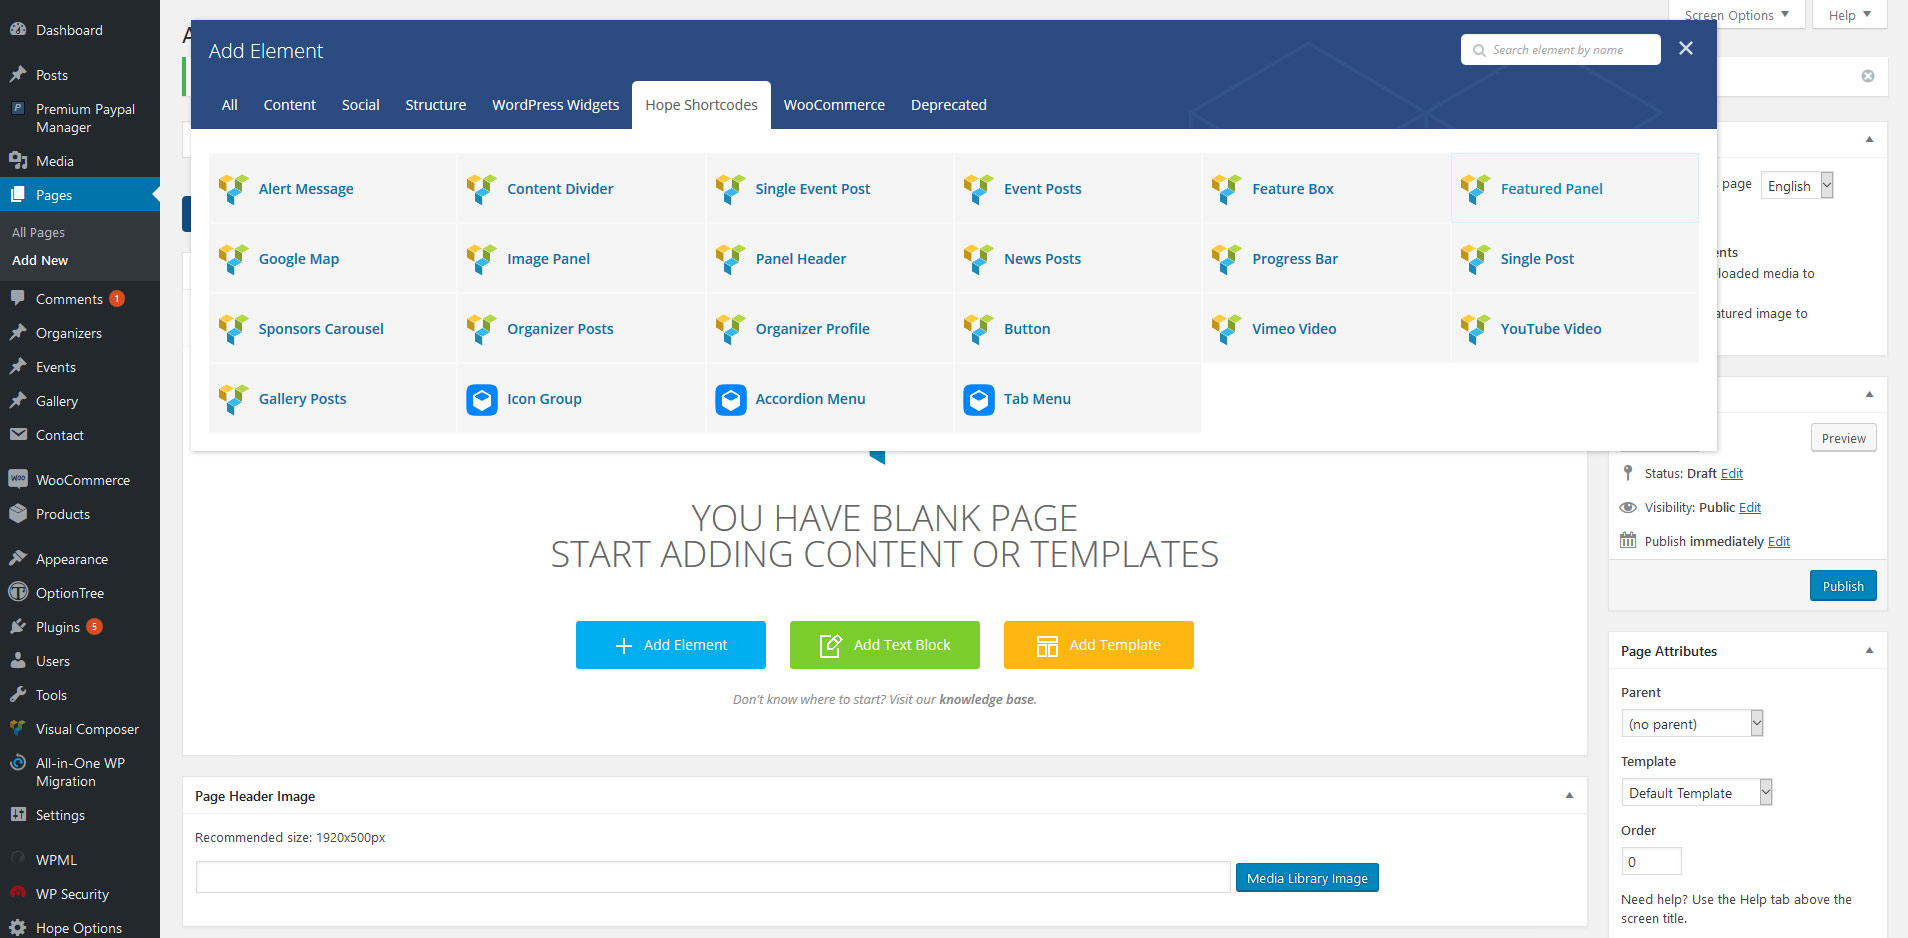 Dashboard
Posts
Premium Paypal
Manager
Media
Pages
All Pages
Add New
Comments 1
Organizers
Events
Gallery
Contact
WooCommerce
Products
Appearance
OptionTree
Plugins 5
Users
Tools
Visual Composer
All-in-One WP
Migration
Settings
WPML
WP Security
Hope Options
Screen Options
Help
Add Element
Search element by name
All
Content
Social
Structure
WordPress Widgets
Hope Shortcodes
WooCommerce
Deprecated
Alert Message
Content Divider
Single Event Post
Event Posts
Feature Box
Featured Panel
Google Map
Image Panel
Panel Header
News Posts
Progress Bar
Single Post
Sponsors Carousel
Organizer Posts
Organizer Profile
Button
Vimeo Video
YouTube Video
Gallery Posts
Icon Group
Accordion Menu
Tab Menu
YOU HAVE BLANK PAGE
START ADDING CONTENT OR TEMPLATES
Add Element
Add Text Block
Add Template
Don't know where to start? Visit our knowledge base.
Page Header Image
Recommended size: 1920x500px
Media Library Image
page English
nts
loaded media to
atured image to
Preview
Status: Draft Edit
Visibility: Public Edit
Publish immediately Edit
Publish
Page Attributes
Parent
(no parent)
Template
Default Template
Order
0
Need help? Use the Help tab above the
screen title.